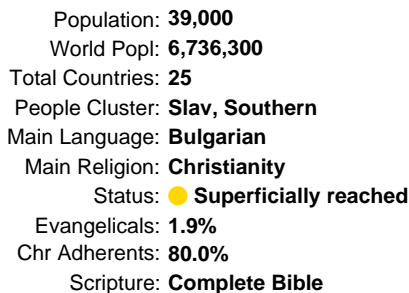 Population: 39,000
World Popl: 6,736,300
Total Countries: 25
People Cluster: Slav, Southern
Main Language: Bulgarian
Main Religion: Christianity
Status: Superficially reached
Evangelicals: 1.9%
Chr Adherents: 80.0%
Scripture: Complete Bible